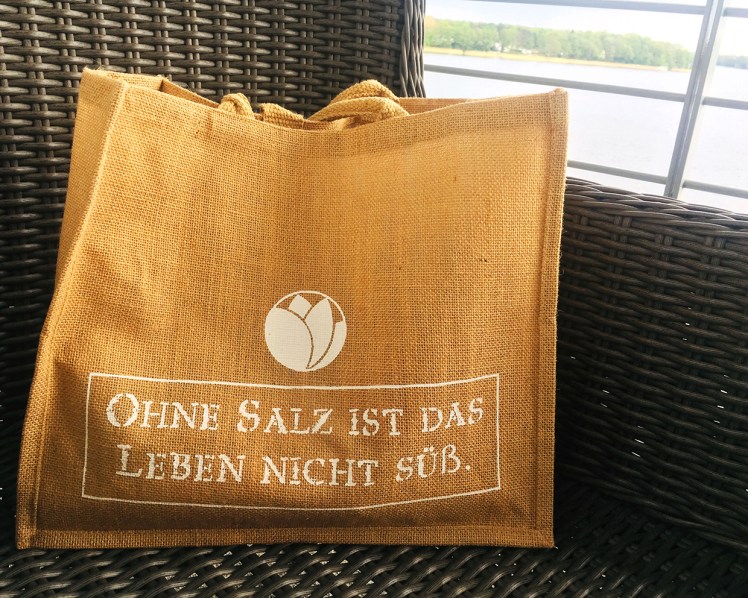 OHNE SALZ IST DAS
LEBEN NICHT SÜß.